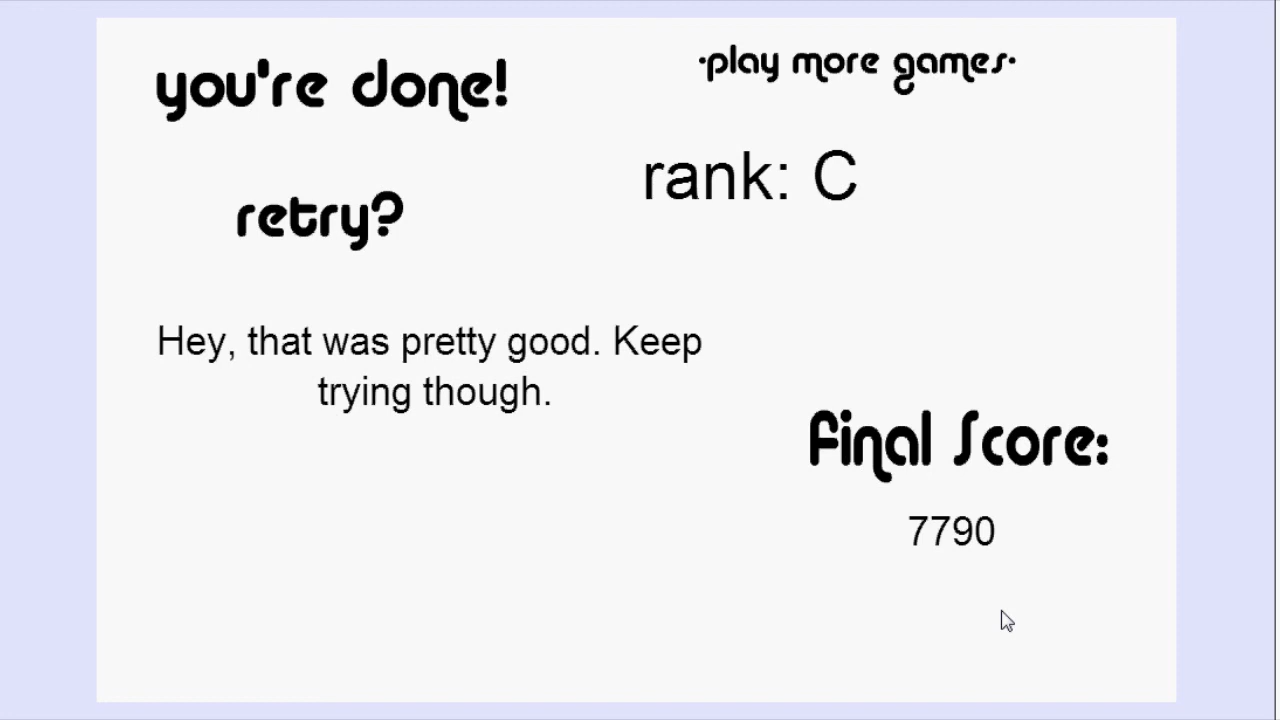 you're done!
·play more games·
rank: C
retry?
Hey, that was pretty good. Keep
trying though.
Final Score:
7790